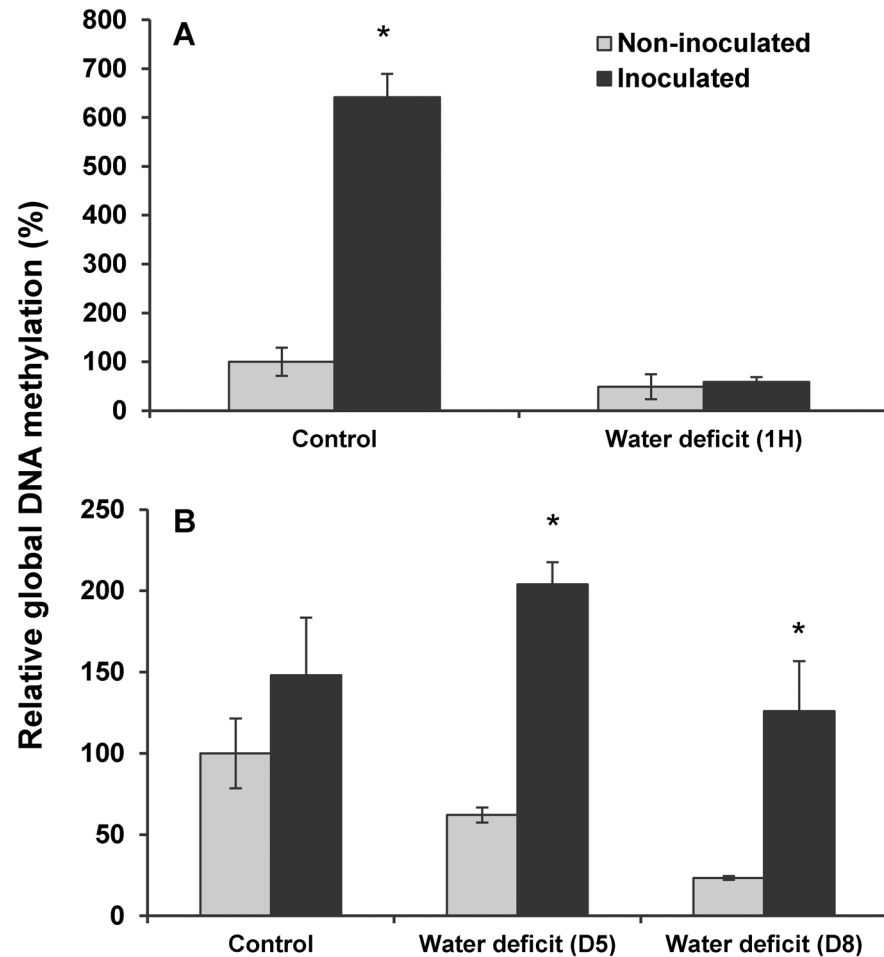 Relative global DNA methylation (%)
A
*
Non-inoculated
Inoculated
800
700
600
500
400
300
200
100
0
Control
Water deficit (1H)
B
*
*
250
200
150
100
50
0
Control
Water deficit (D5)
Water deficit (D8)